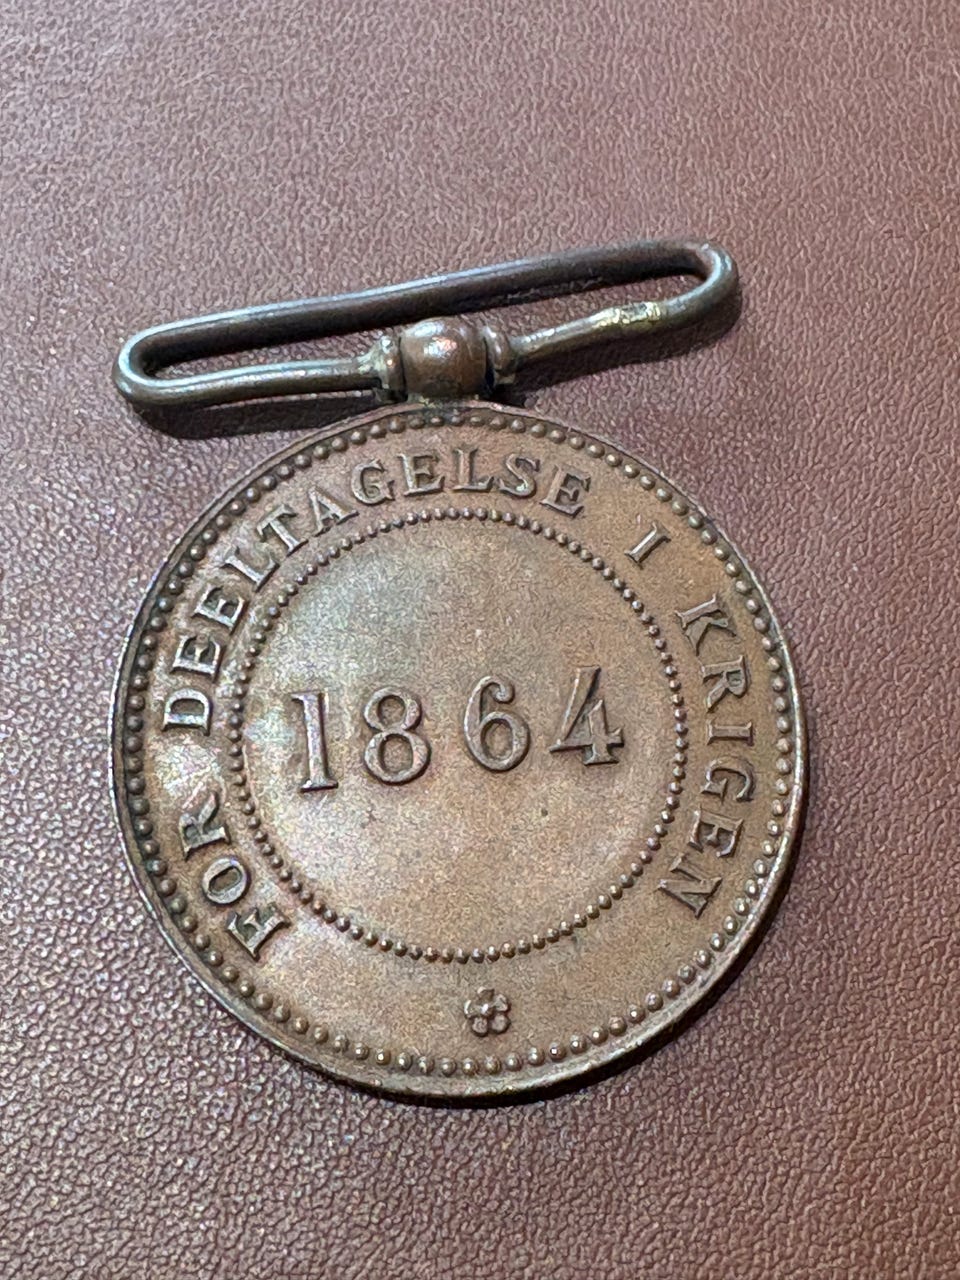 FOR DEELTAGELSE I KRIGEN
1864